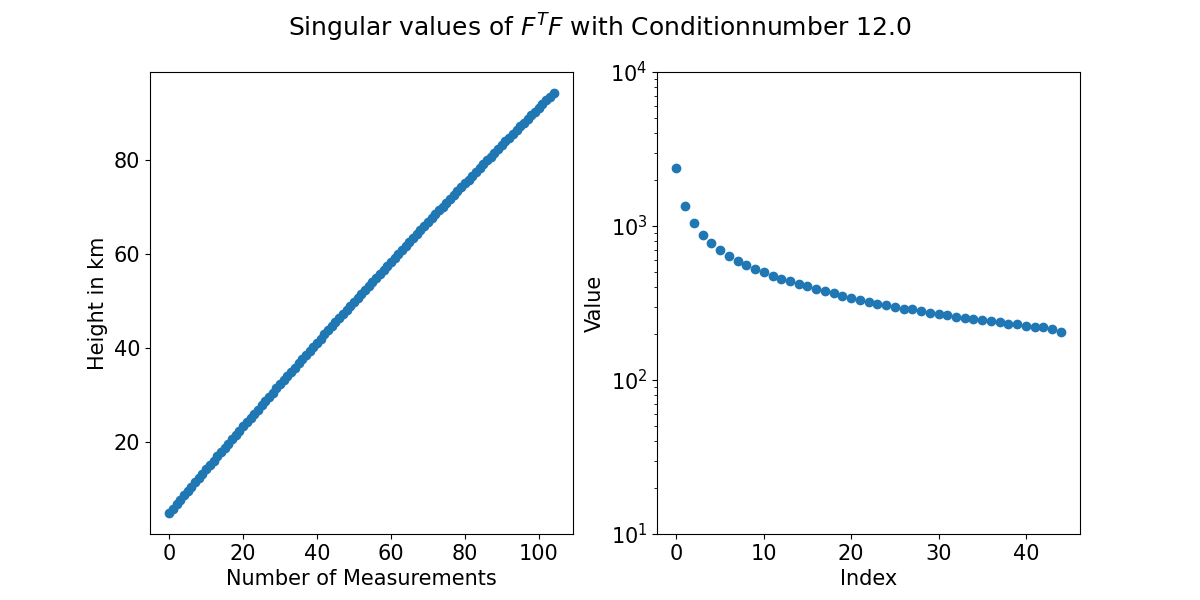 Singular values of $F^TF$ with Conditionnumber 12.0
Height in km
80
60
40
20
0 20 40 60 80 100
Number of Measurements
Value
10^4
10^3
10^2
10^1
0 10 20 30 40
Index